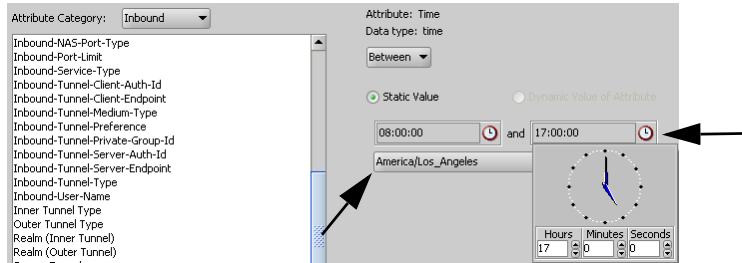 Attribute Category: Inbound
Inbound-NAS-Port-Type
Inbound-Port-Limit
Inbound-Service-Type
Inbound-Tunnel-Client-Auth-Id
Inbound-Tunnel-Client-Endpoint
Inbound-Tunnel-Medium-Type
Inbound-Tunnel-Preference
Inbound-Tunnel-Private-Group-Id
Inbound-Tunnel-Server-Auth-Id
Inbound-Tunnel-Server-Endpoint
Inbound-Tunnel-Type
Inbound-User-Name
Inner Tunnel Type
Outer Tunnel Type
Realm (Inner Tunnel)
Realm (Outer Tunnel)
Attribute: Time
Data type: time
Between
Static Value Dynamic Value of Attribute
08:00:00 and 17:00:00
America/Los_Angeles
Hours Minutes Seconds
17 0 0